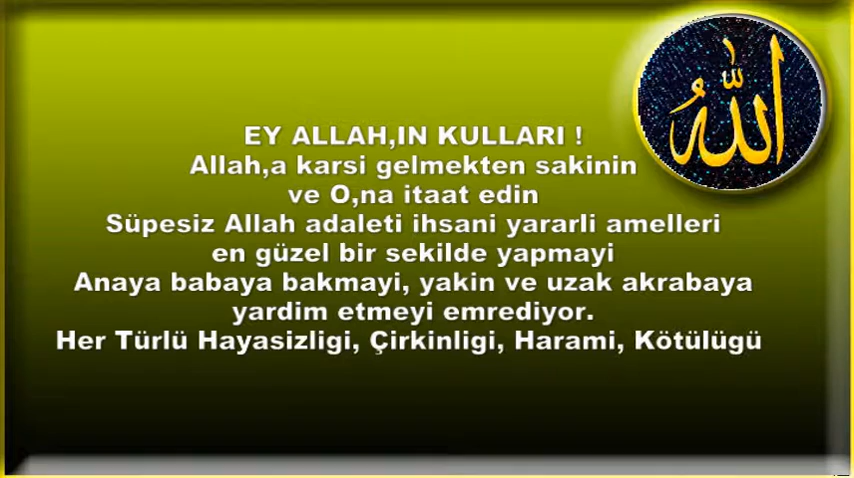 EY ALLAH,IN KULLARI !
Allah,a karsi gelmekten sakinin
ve O,na itaat edin
Süpesiz Allah adaleti ihsani yararli amelleri
en güzel bir sekilde yapmayi
Anaya babaya bakmayi, yakin ve uzak akrabaya
yardim etmeyi emrediyor.
Her Türlü Hayasizligi, Çirkinligi, Harami, Kötülügü
الله